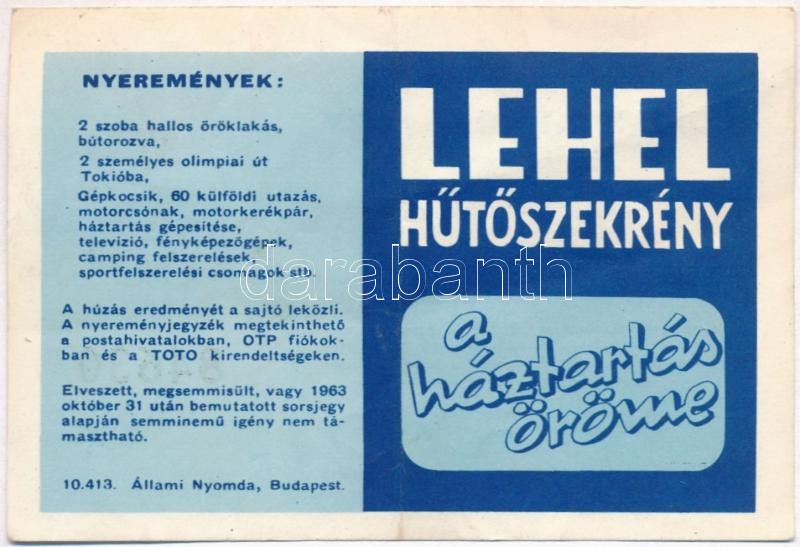 NYEREMÉNYEK:
2 szoba hallos öröklakás,
bútorozva,
2 személyes olimpiai út
Tokióba,
Gépkocsik, 60 külföldi utazás,
motorcsónak, motorkerékpár,
háztartás gépesitése,
televízió, fényképezőgépek,
camping felszerelések,
sportfelszerelési csomagok stb.
A húzás eredményét a sajtó leközli.
A nyereményjegyzék megtekinthető
a postahivatalokban, OTP fiókok-
ban és a TOTO kirendeltségeken.
Elveszett, megsemmisült, vagy 1963
október 31 után bemutatott sorsjegy
alapján semminemű igény nem tá-
masztható.
10.413. Állami Nyomda, Budapest.
LEHEL
HŰTŐSZEKRÉNY
a
háztartás
öröme
darabanth